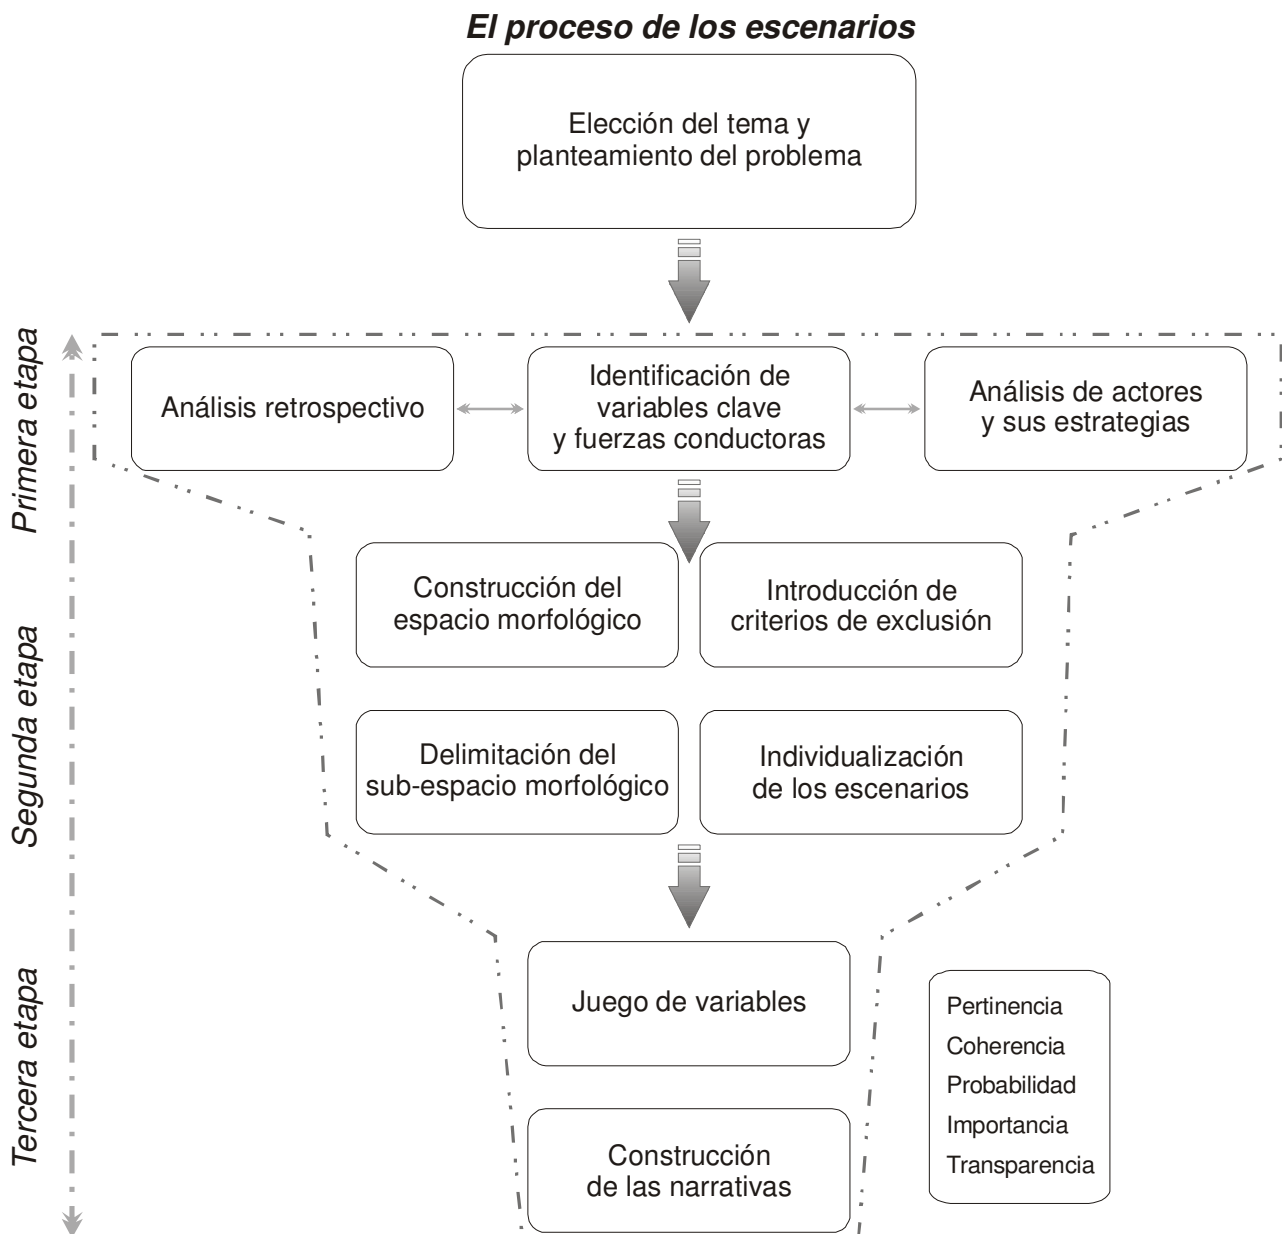 El proceso de los escenarios
Elección del tema y
planteamiento del problema
Primera etapa
Análisis retrospectivo
Identificación de
variables clave
y fuerzas conductoras
Análisis de actores
y sus estrategias
Segunda etapa
Construcción del
espacio morfológico
Introducción de
criterios de exclusión
Delimitación del
sub-espacio morfológico
Individualización
de los escenarios
Tercera etapa
Juego de variables
Construcción
de las narrativas
Pertinencia
Coherencia
Probabilidad
Importancia
Transparencia